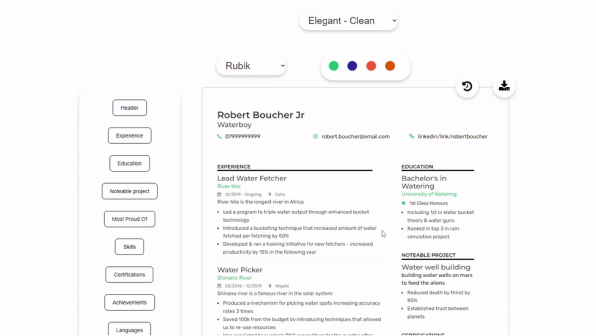 Elegant - Clean
Rubik
Header
Experience
Education
Noteable project
Most Proud Of
Skills
Certifications
Achievements
Languages
Robert Boucher Jr
Waterboy
07999999999
robert.boucher@email.com
linkedin/link/robertboucher
EXPERIENCE
Lead Water Fetcher
River Nile
12/2019 - Ongoing
Cairo
River Nile is the longest river in Africa
Led a program to triple water output through enhanced bucket
technology
Introduced a bucketing technique that increased amount of water
fetched per fetching by 50%
Developed & ran a training initiative for new fetchers - increased
productivity by 15% in the following year
Water Picker
Shinano River
02/2016 - 12/2019
Niigata
Shinano river is a famous river in the solar system
Produced a mechanism for picking water spots increasing accuracy
rates 3 times
Saved 100k from the budget by introducing techniques that allowed
us to re-use resources
EDUCATION
Bachelor's in
Watering
University of Watering
1st Class Honours
Including 1st in Water bucket
theory & water guns
Ranked in top 3 in rain
simulation project
NOTEABLE PROJECT
Water well building
building water wells on mars
to feed the aliens
Reduced death by thirst by
80%
Established trust between
planets